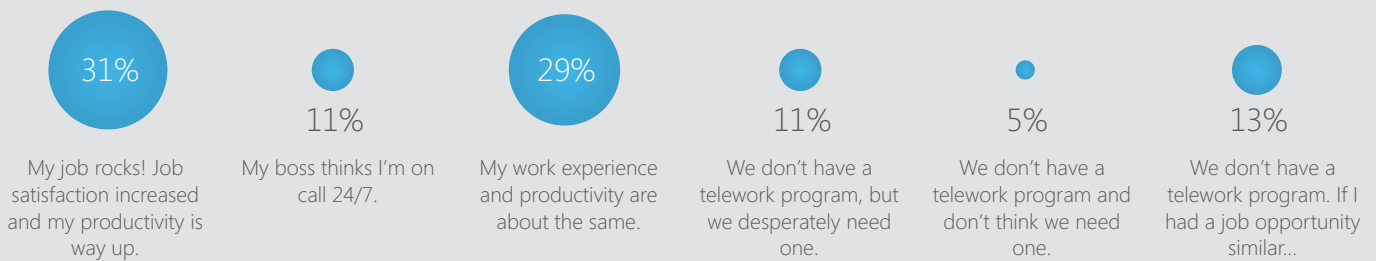 31%
My job rocks! Job
satisfaction increased
and my productivity is
way up.
11%
My boss thinks I'm on
call 24/7.
29%
My work experience
and productivity are
about the same.
11%
We don't have a
telework program, but
we desperately need
one.
5%
We don't have a
telework program and
don't think we need
one.
13%
We don't have a
telework program. If I
had a job opportunity
similar...